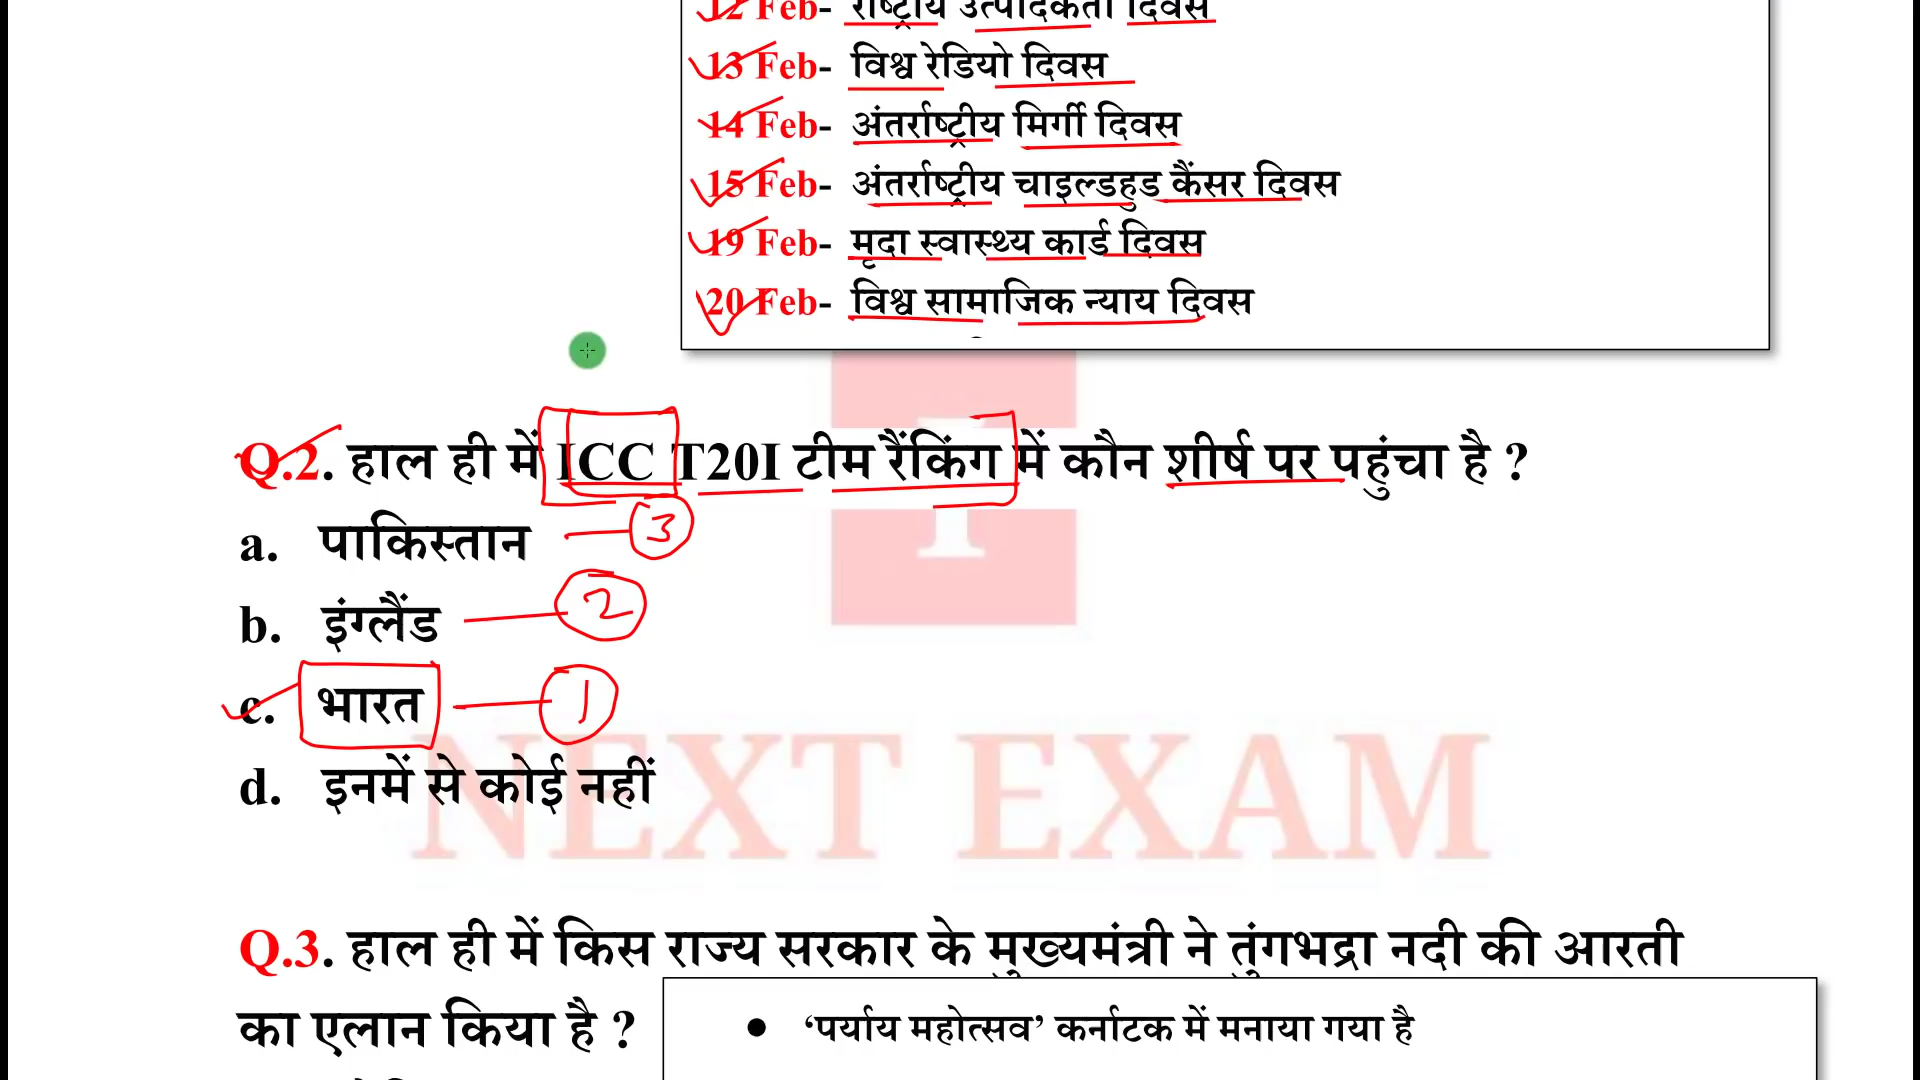 12 Feb- राष्ट्रीय उत्पादकता दिवस
13 Feb- विश्व रेडियो दिवस
14 Feb- अंतर्राष्ट्रीय मिर्गी दिवस
15 Feb- अंतर्राष्ट्रीय चाइल्डहुड कैंसर दिवस
19 Feb- मृदा स्वास्थ्य कार्ड दिवस
20 Feb- विश्व सामाजिक न्याय दिवस
Q.2. हाल ही में ICC T20I टीम रैंकिंग में कौन शीर्ष पर पहुंचा है ?
a. पाकिस्तान 3
b. इंग्लैंड 2
c. भारत 1
d. इनमें से कोई नहीं
NEXT EXAM
Q.3. हाल ही में किस राज्य सरकार के मुख्यमंत्री ने तुंगभद्रा नदी की आरती
का एलान किया है ?
• ‘पर्याय महोत्सव’ कर्नाटक में मनाया गया है